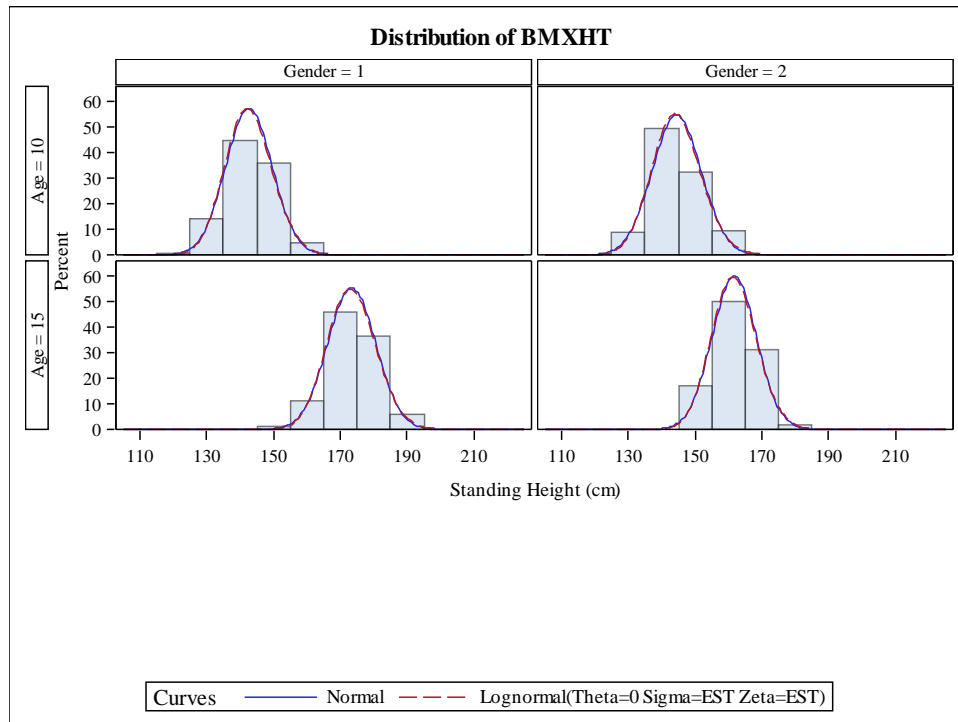 Distribution of BMXHT
Gender = 1
Gender = 2
Age = 10
Age = 15
Percent
60
50
40
30
20
10
0
60
50
40
30
20
10
0
110 130 150 170 190 210
110 130 150 170 190 210
Standing Height (cm)
Curves Normal Lognormal(Theta=0 Sigma=EST Zeta=EST)